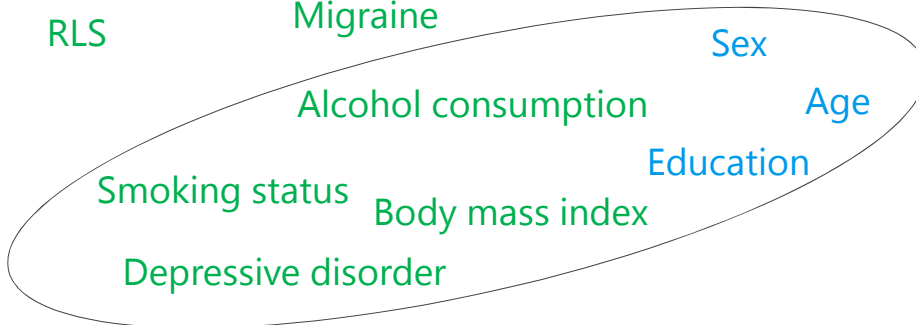 RLS
Migraine
Sex
Alcohol consumption
Age
Education
Smoking status
Body mass index
Depressive disorder